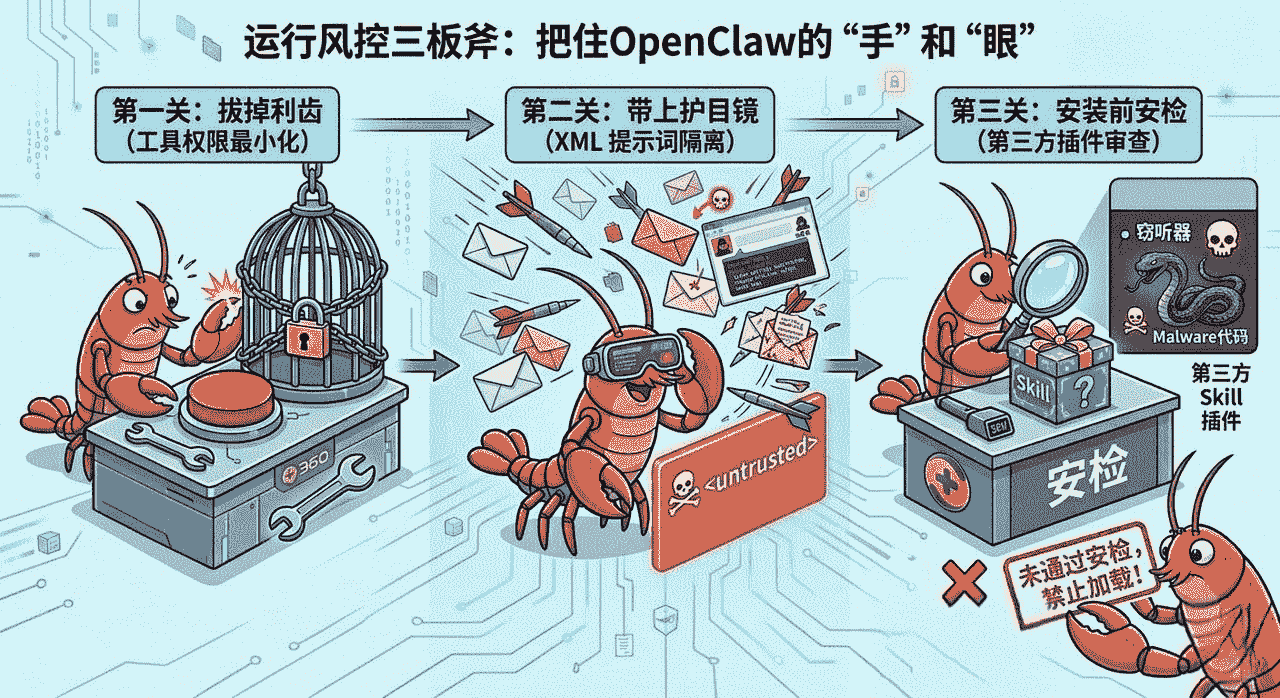 运行风控三板斧：把住OpenClaw的“手”和“眼”
第一关：拔掉利齿
（工具权限最小化）
第二关：带上护目镜
（XML 提示词隔离）
第三关：安装前安检
（第三方插件审查）
360
<untrusted>
窃听器
Malware代码
第三方
Skill
插件
Skill
?
安检
未通过安检，
禁止加载！